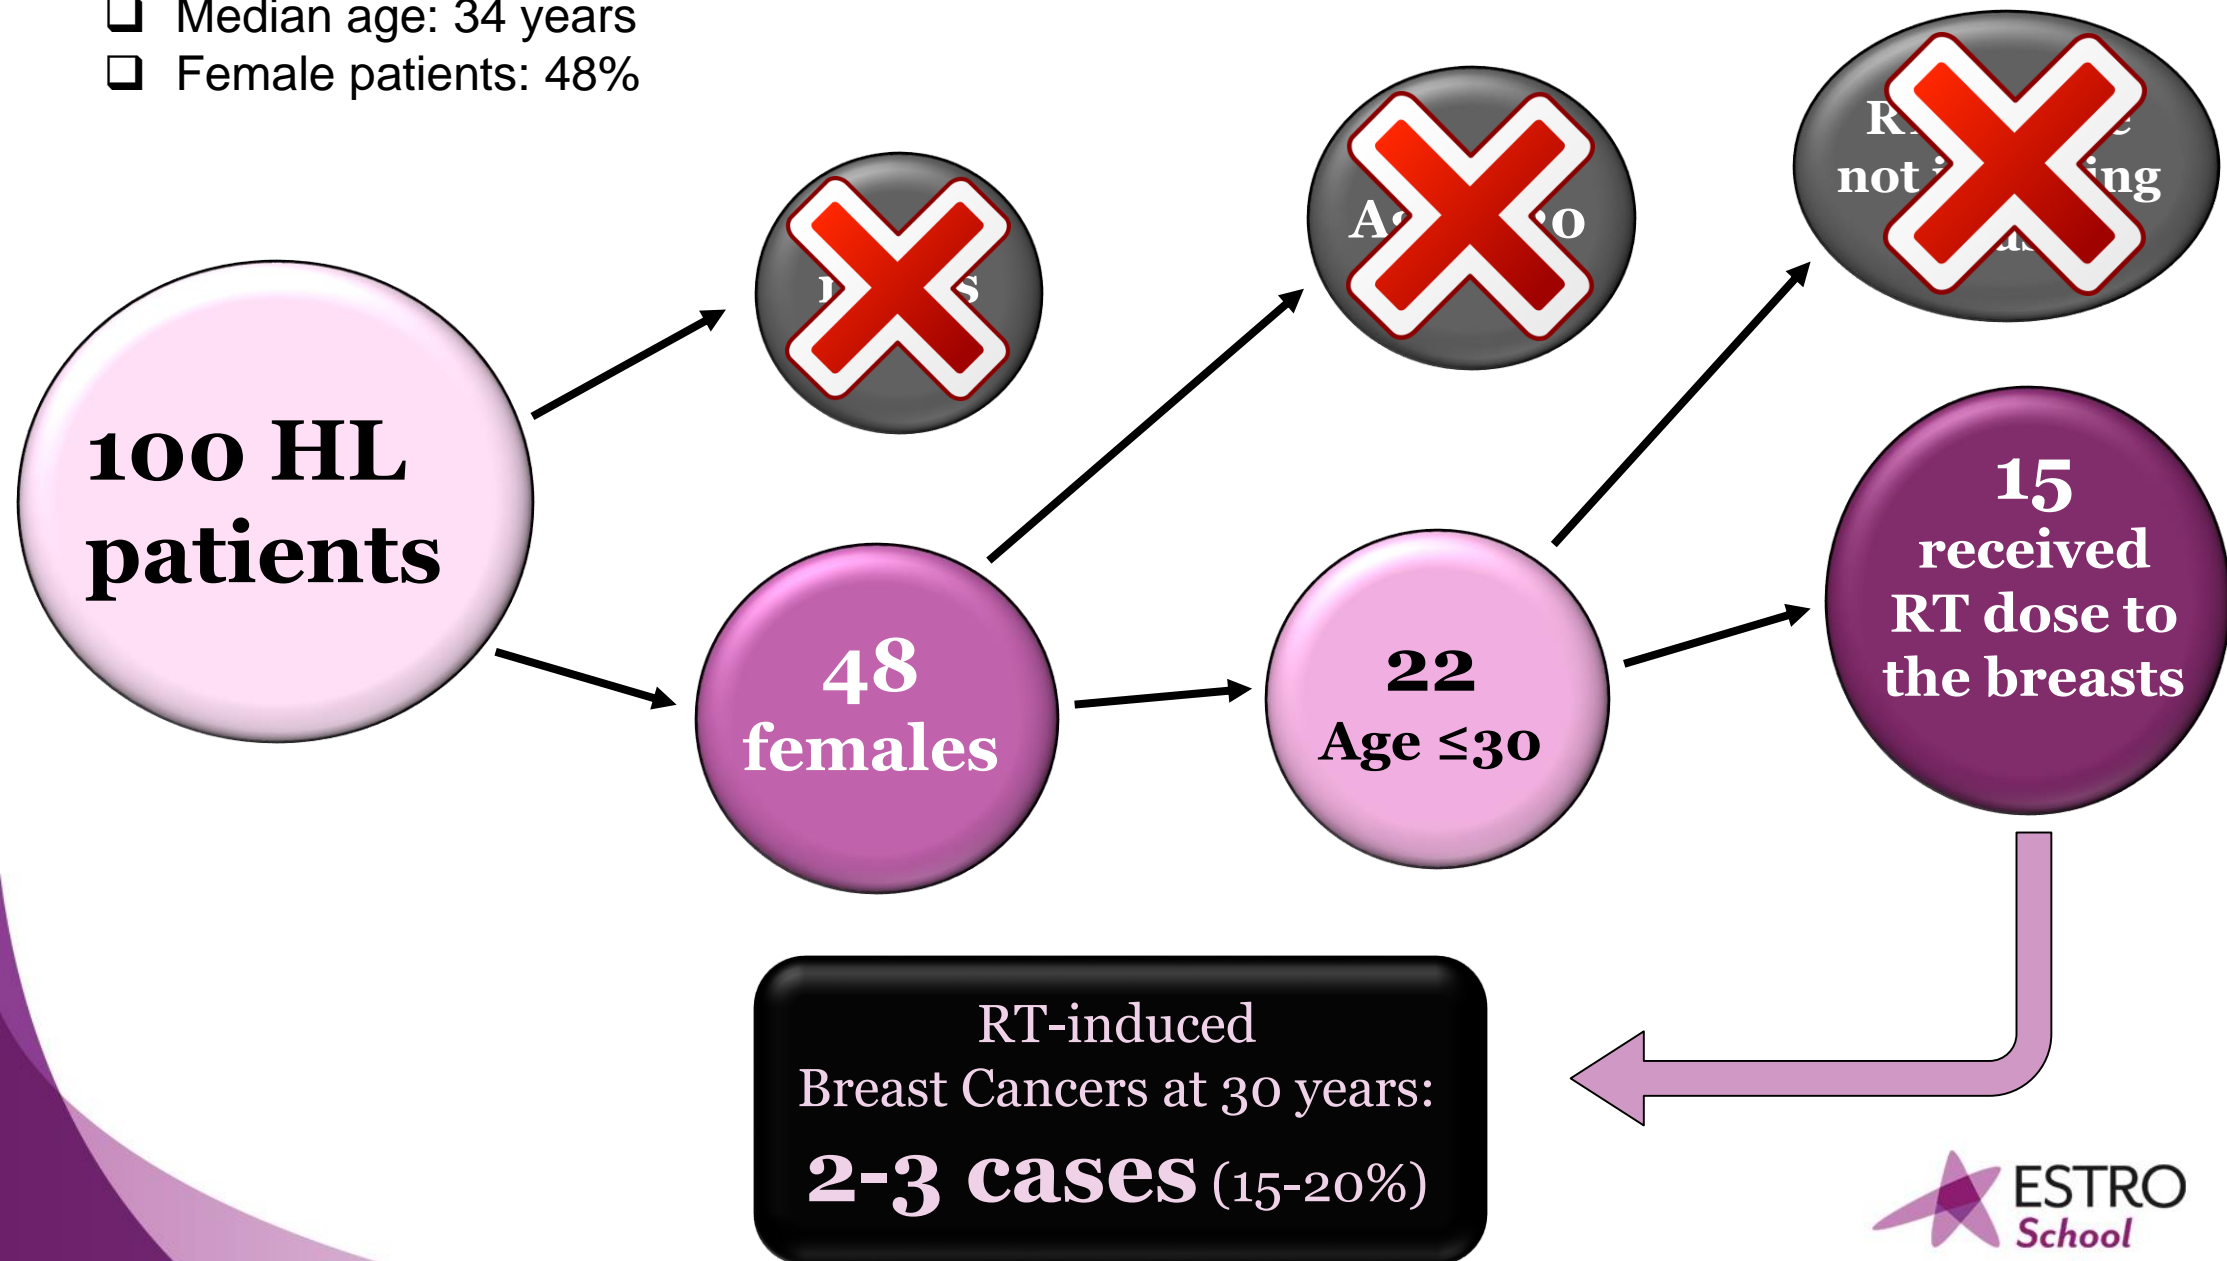 Median age: 34 years
Female patients: 48%
not
100 HL
patients
48
females
22
Age ≤30
15
received
RT dose to
the breasts
RT-induced
Breast Cancers at 30 years:
2-3 cases (15-20%)
ESTRO
School